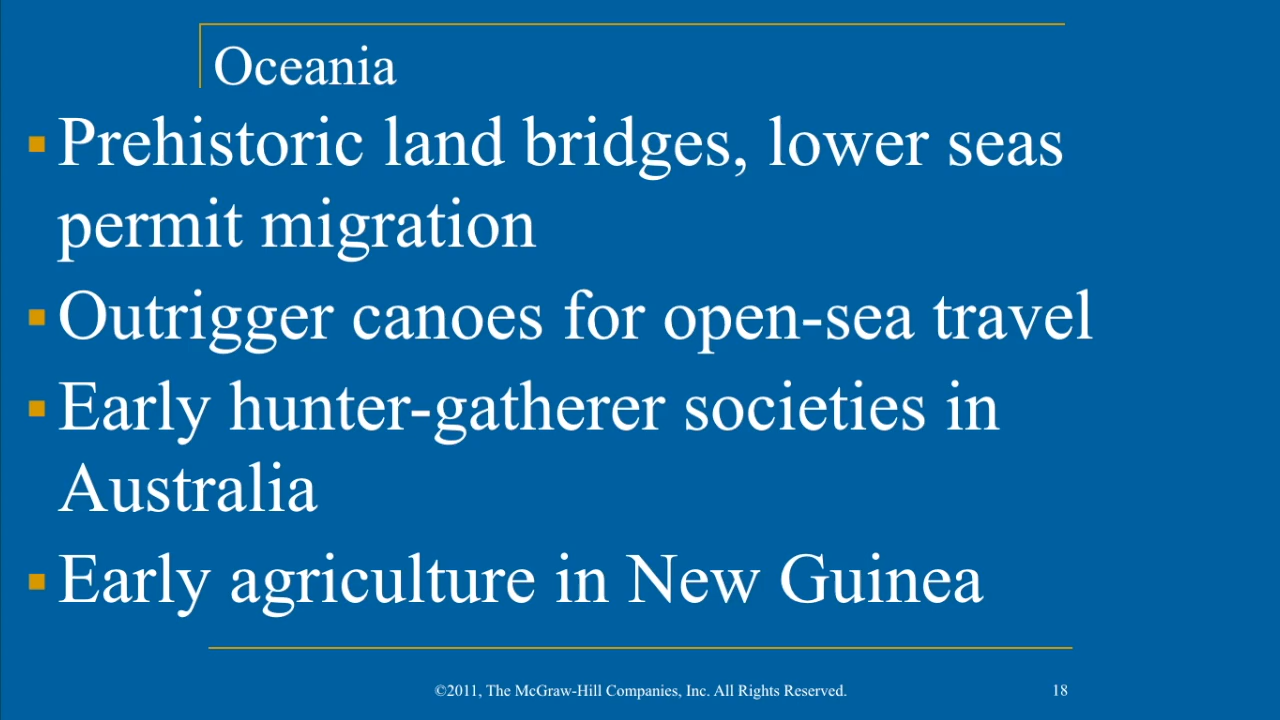 Oceania
Prehistoric land bridges, lower seas
permit migration
Outrigger canoes for open-sea travel
Early hunter-gatherer societies in
Australia
Early agriculture in New Guinea
©2011, The McGraw-Hill Companies, Inc. All Rights Reserved.
18